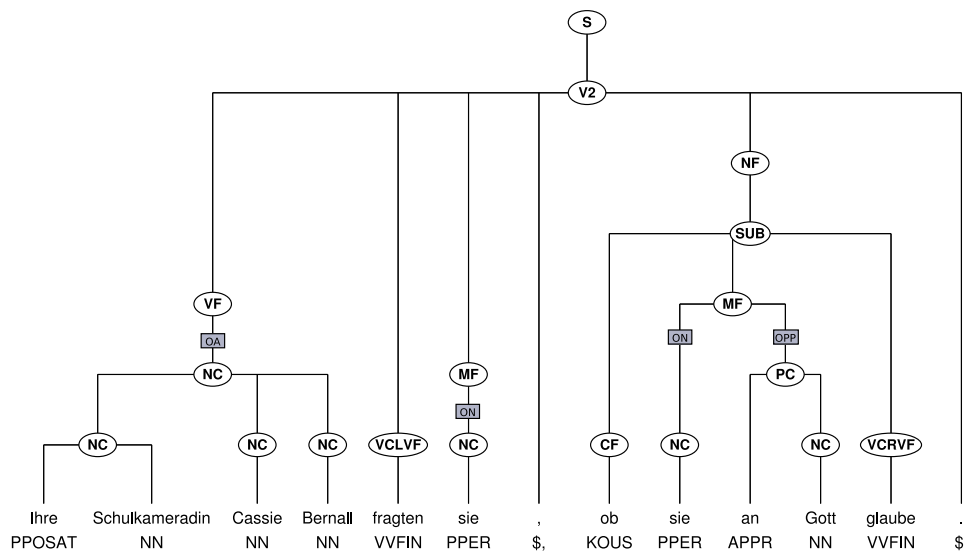 S
V2
NF
SUB
VF MF
OA ON OPP
NC MF PC
ON
NC NC NC VCLVF NC CF NC NC VCRVF
Ihre Schulkameradin Cassie Bernall fragten sie , ob sie an Gott glaube .
PPOSAT NN NN NN VVFIN PPER $, KOUS PPER APPR NN VVFIN $